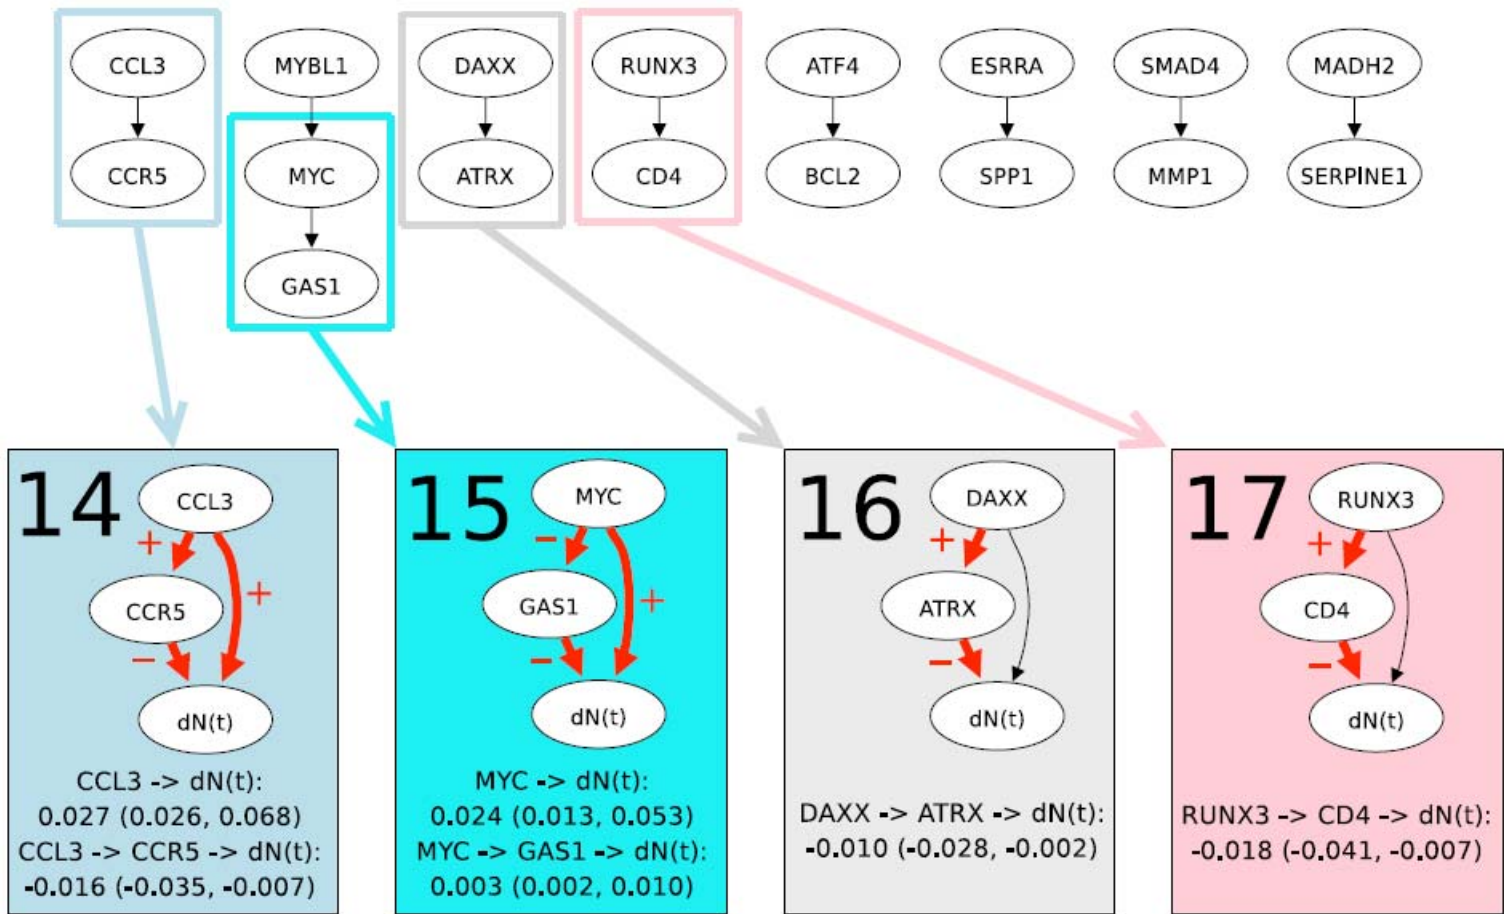 CCL3 MYBL1 DAXX RUNX3 ATF4 ESRRA SMAD4 MADH2
CCR5 MYC ATRX CD4 BCL2 SPP1 MMP1 SERPINE1
GAS1
14
CCL3
+
CCR5
+
−
dN(t)
CCL3 -> dN(t):
0.027 (0.026, 0.068)
CCL3 -> CCR5 -> dN(t):
-0.016 (-0.035, -0.007)
15
MYC
−
GAS1
+
−
dN(t)
MYC -> dN(t):
0.024 (0.013, 0.053)
MYC -> GAS1 -> dN(t):
0.003 (0.002, 0.010)
16
DAXX
+
ATRX
−
dN(t)
DAXX -> ATRX -> dN(t):
-0.010 (-0.028, -0.002)
17
RUNX3
+
CD4
−
dN(t)
RUNX3 -> CD4 -> dN(t):
-0.018 (-0.041, -0.007)